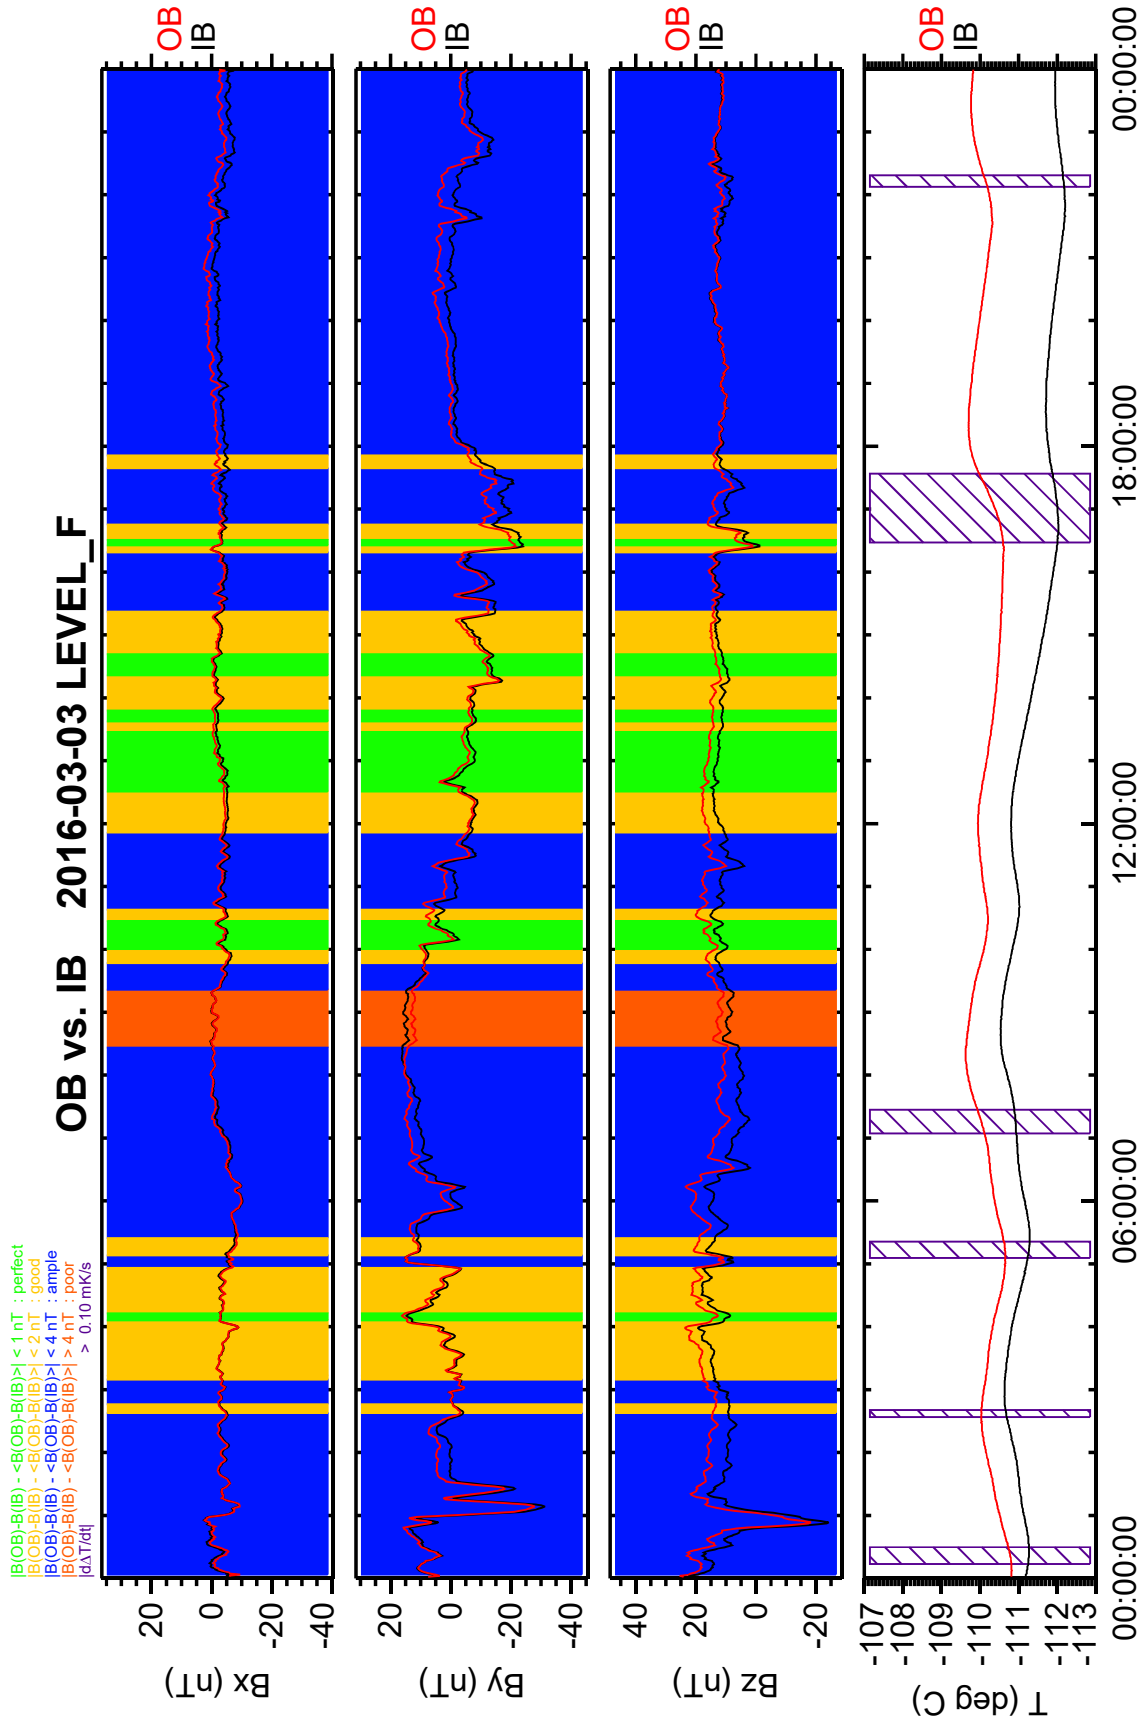 |B(OB)-B(IB) - <B(OB)-B(IB)>| < 1 nT : perfect
|B(OB)-B(IB) - <B(OB)-B(IB)>| < 2 nT : good
|B(OB)-B(IB) - <B(OB)-B(IB)>| < 4 nT : ample
|B(OB)-B(IB) - <B(OB)-B(IB)>| > 4 nT : poor
|dΔT/dt| > 0.10 mK/s
OB vs. IB 2016-03-03 LEVEL_F
Bx (nT)
20
0
-20
-40
OB
IB
By (nT)
20
0
-20
-40
OB
IB
Bz (nT)
40
20
0
-20
OB
IB
T (deg C)
-107
-108
-109
-110
-111
-112
-113
OB
IB
00:00:00
06:00:00
12:00:00
18:00:00
00:00:00